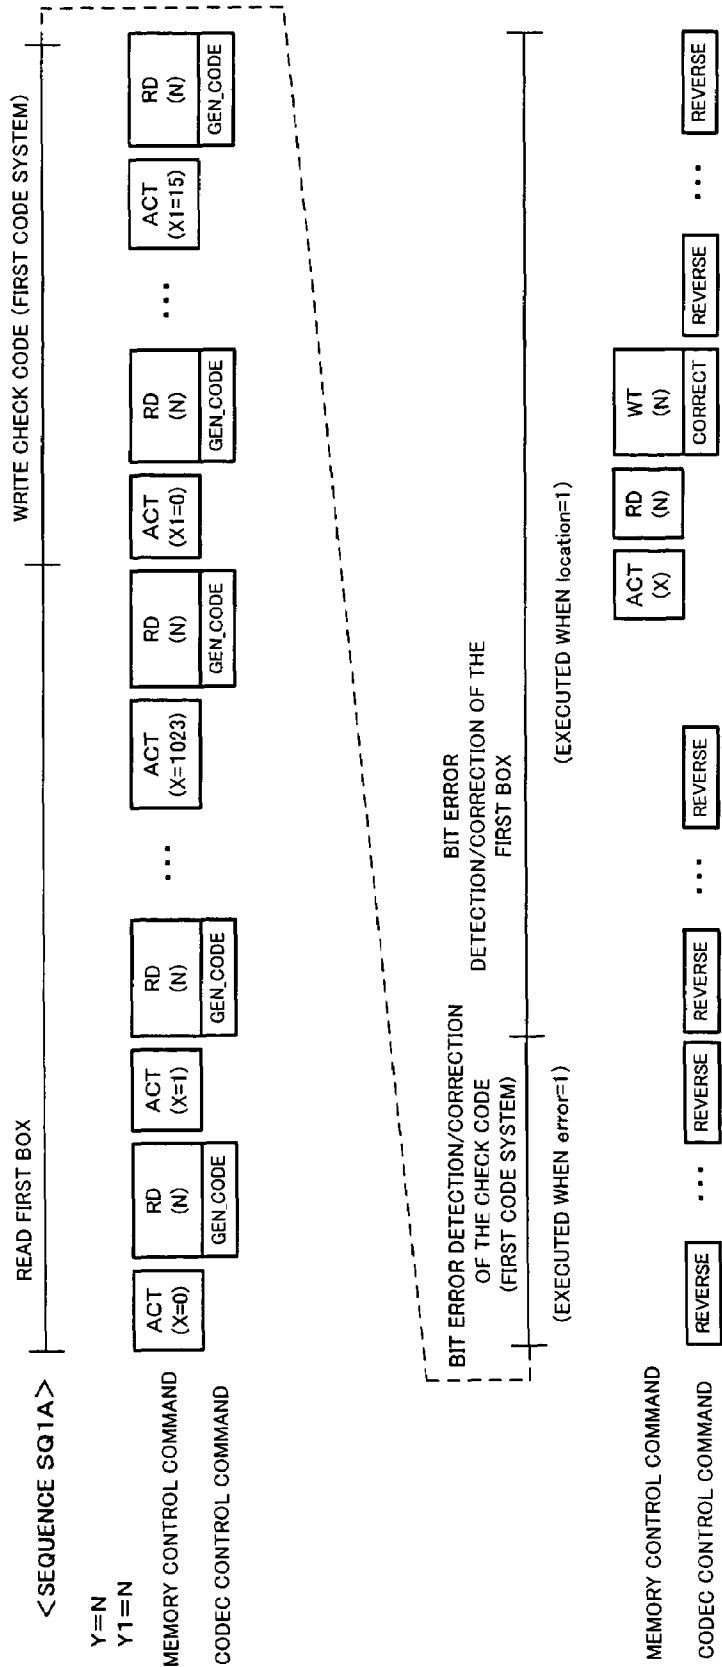 <SEQUENCE SQ1A>
READ FIRST BOX
WRITE CHECK CODE (FIRST CODE SYSTEM)
Y=N
Y1=N
MEMORY CONTROL COMMAND
ACT
(X=0)
RD
(N)
ACT
(X=1)
RD
(N)
...
ACT
(X=1023)
RD
(N)
ACT
(X1=0)
RD
(N)
...
ACT
(X1=15)
RD
(N)
CODEC CONTROL COMMAND
GEN_CODE
GEN_CODE
GEN_CODE
GEN_CODE
GEN_CODE
BIT ERROR DETECTION/CORRECTION
OF THE CHECK CODE
(FIRST CODE SYSTEM)
BIT ERROR
DETECTION/CORRECTION OF THE
FIRST BOX
(EXECUTED WHEN error=1)
(EXECUTED WHEN location=1)
MEMORY CONTROL COMMAND
ACT
(X)
RD
(N)
WT
(N)
CODEC CONTROL COMMAND
REVERSE
...
REVERSE
REVERSE
...
REVERSE
CORRECT
REVERSE
...
REVERSE